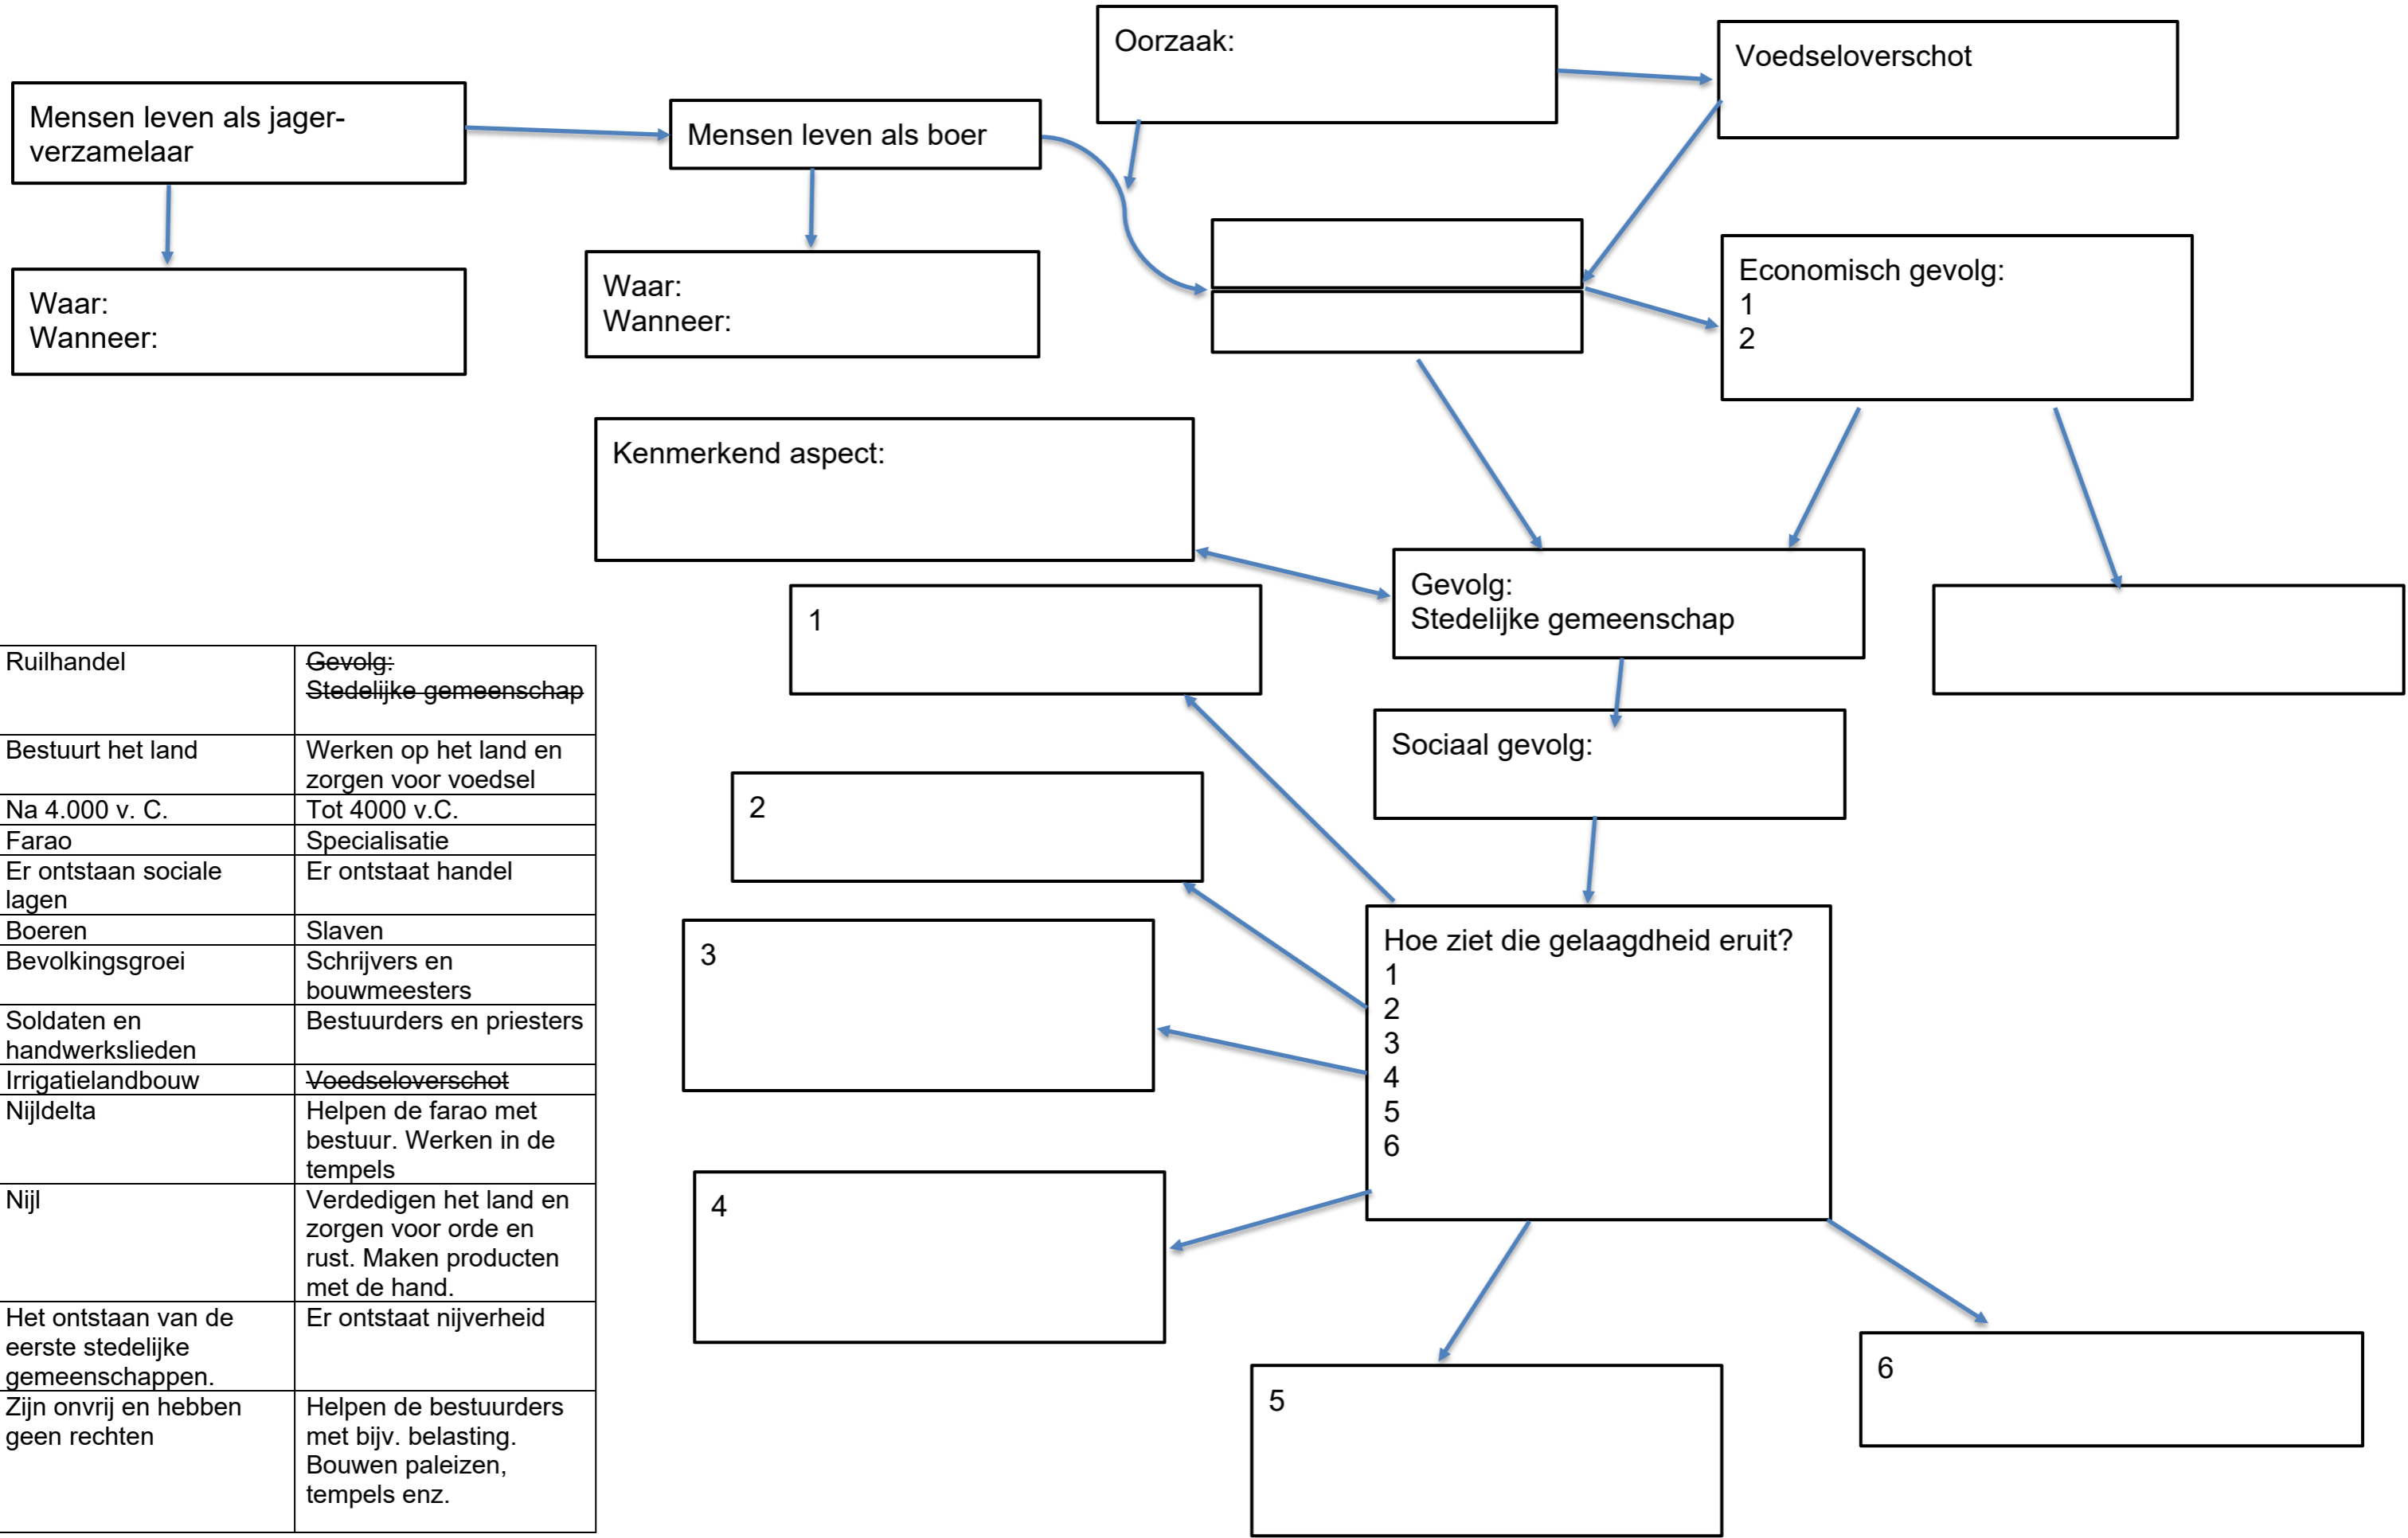 Oorzaak:
Voedseloverschot
Mensen leven als jager-
verzamelaar
Mensen leven als boer
Waar:
Wanneer:
Waar:
Wanneer:
Economisch gevolg:
1
2
Kenmerkend aspect:
Gevolg:
Stedelijke gemeenschap
Sociaal gevolg:
Hoe ziet die gelaagdheid eruit?
1
2
3
4
5
6
1
2
3
4
5
6
Ruilhandel
Gevolg:
Stedelijke gemeenschap
Bestuurt het land
Werken op het land en
zorgen voor voedsel
Na 4.000 v. C.
Tot 4000 v.C.
Farao
Specialisatie
Er ontstaan sociale
lagen
Er ontstaat handel
Boeren
Slaven
Bevolkingsgroei
Schrijvers en
bouwmeesters
Soldaten en
handwerkslieden
Bestuurders en priesters
Irrigatielandbouw
Voedseloverschot
Nijldelta
Helpen de farao met
bestuur. Werken in de
tempels
Nijl
Verdedigen het land en
zorgen voor orde en
rust. Maken producten
met de hand.
Het ontstaan van de
eerste stedelijke
gemeenschappen.
Er ontstaat nijverheid
Zijn onvrij en hebben
geen rechten
Helpen de bestuurders
met bijv. belasting.
Bouwen paleizen,
tempels enz.